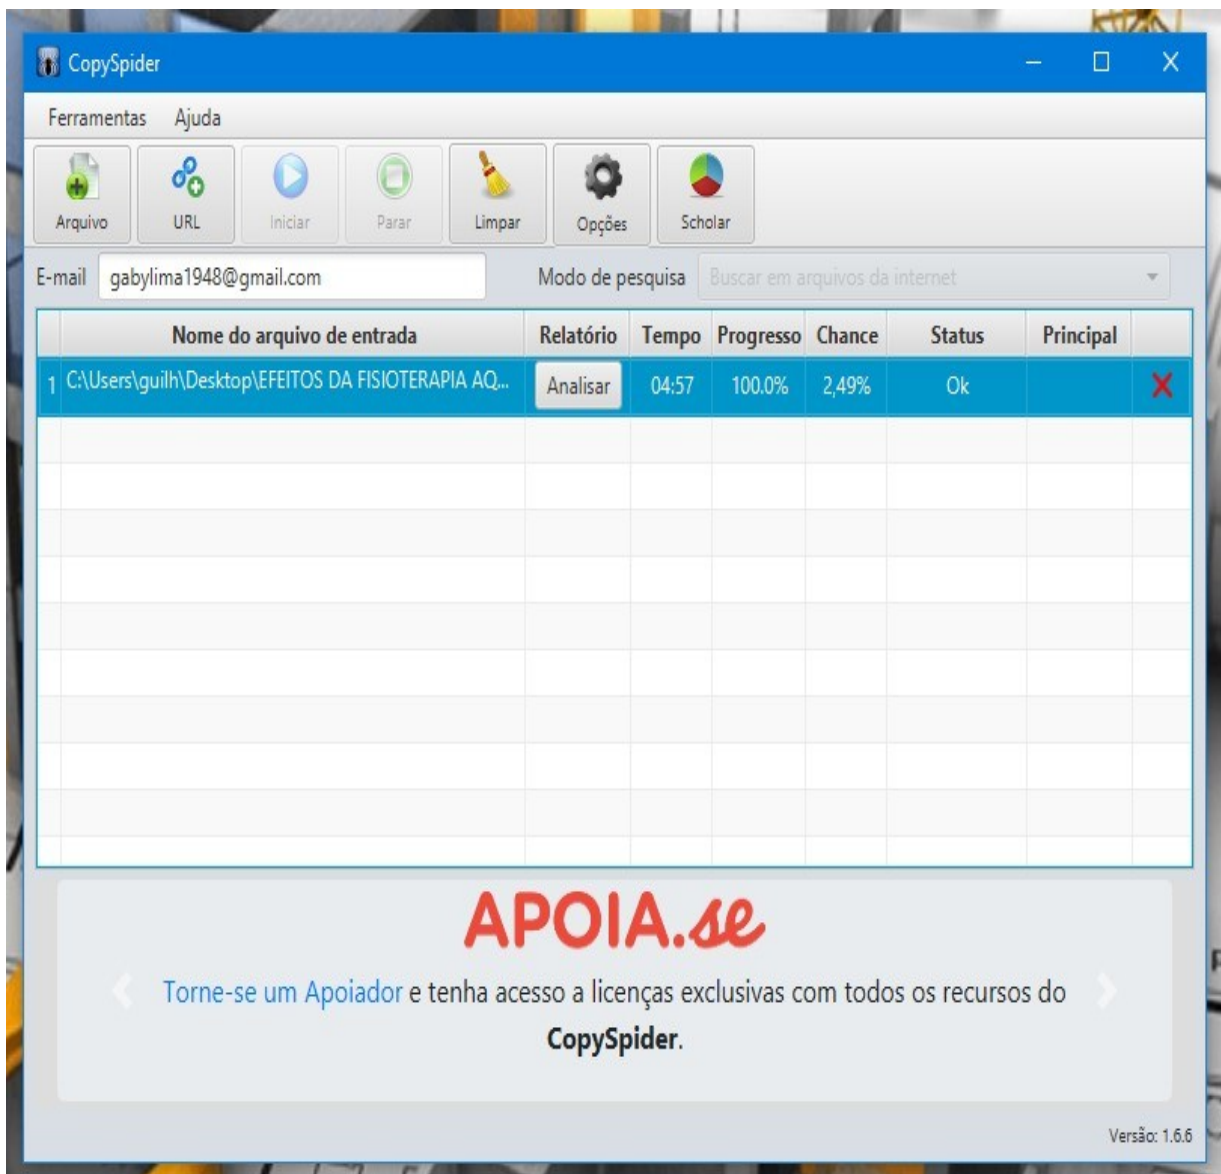 CopySpider
Ferramentas Ajuda
Arquivo URL Iniciar Parar Limpar Opções Scholar
E-mail gabylima1948@gmail.com Modo de pesquisa Buscar em arquivos da internet
Nome do arquivo de entrada Relatório Tempo Progresso Chance Status Principal
1 C:\Users\guilh\Desktop\EFEITOS DA FISIOTERAPIA AQ... Analisar 04:57 100.0% 2,49% Ok
APOIA.se
Torne-se um Apoiador e tenha acesso a licenças exclusivas com todos os recursos do
CopySpider.
Versão: 1.6.6